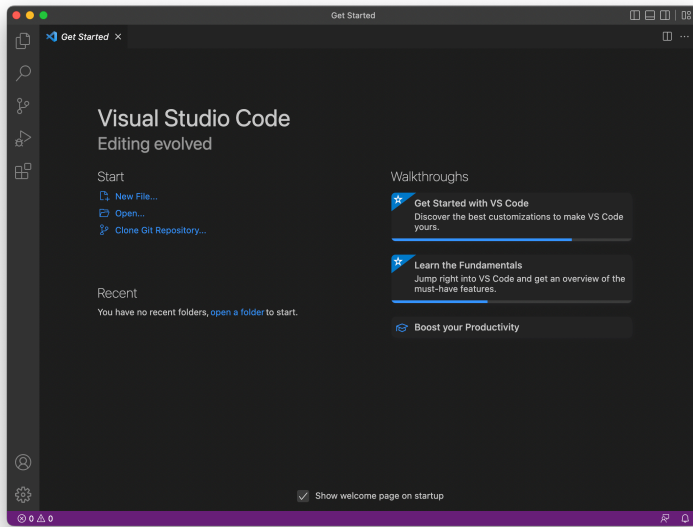 Get Started
Get Started
Visual Studio Code
Editing evolved
Start
New File...
Open...
Clone Git Repository...
Recent
You have no recent folders, open a folder to start.
Walkthroughs
Get Started with VS Code
Discover the best customizations to make VS Code
yours.
Learn the Fundamentals
Jump right into VS Code and get an overview of the
must-have features.
Boost your Productivity
Show welcome page on startup
0 0